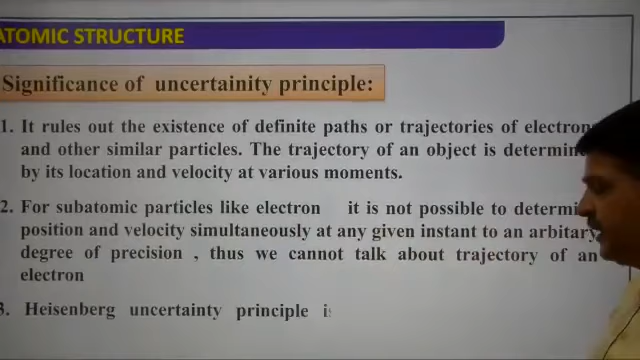 ATOMIC STRUCTURE
Significance of uncertainity principle:
1. It rules out the existence of definite paths or trajectories of electron
and other similar particles. The trajectory of an object is determin
by its location and velocity at various moments.
2. For subatomic particles like electron it is not possible to determi
position and velocity simultaneously at any given instant to an arbitary
degree of precision , thus we cannot talk about trajectory of an
electron
3. Heisenberg uncertainty principle i